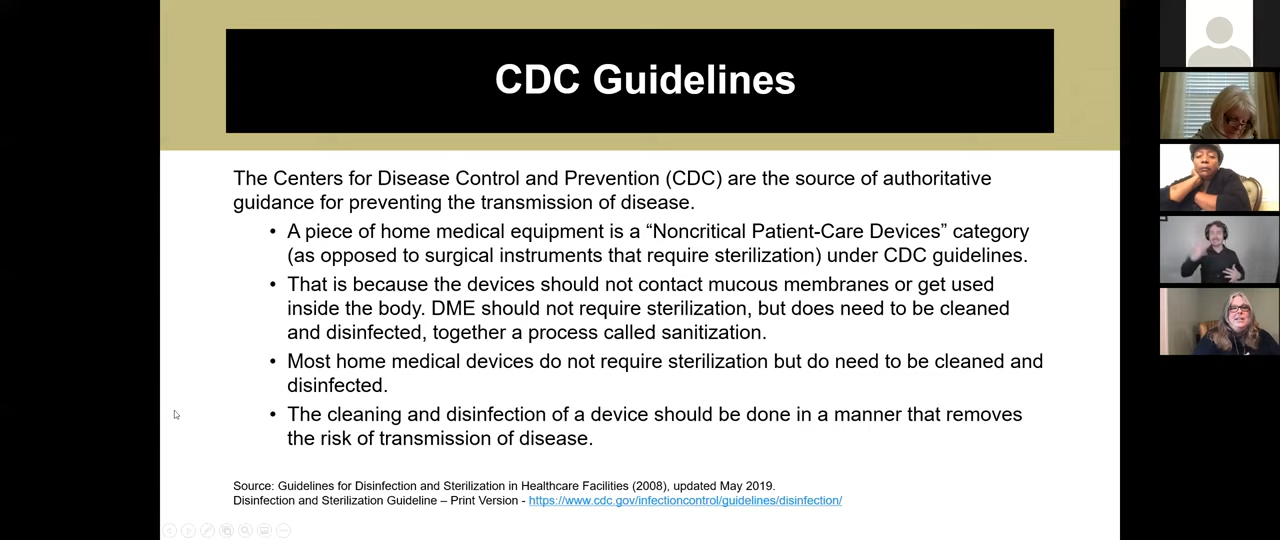 CDC Guidelines
The Centers for Disease Control and Prevention (CDC) are the source of authoritative
guidance for preventing the transmission of disease.
• A piece of home medical equipment is a “Noncritical Patient-Care Devices” category
(as opposed to surgical instruments that require sterilization) under CDC guidelines.
• That is because the devices should not contact mucous membranes or get used
inside the body. DME should not require sterilization, but does need to be cleaned
and disinfected, together a process called sanitization.
• Most home medical devices do not require sterilization but do need to be cleaned and
disinfected.
• The cleaning and disinfection of a device should be done in a manner that removes
the risk of transmission of disease.
Source: Guidelines for Disinfection and Sterilization in Healthcare Facilities (2008), updated May 2019.
Disinfection and Sterilization Guideline – Print Version - https://www.cdc.gov/infectioncontrol/guidelines/disinfection/